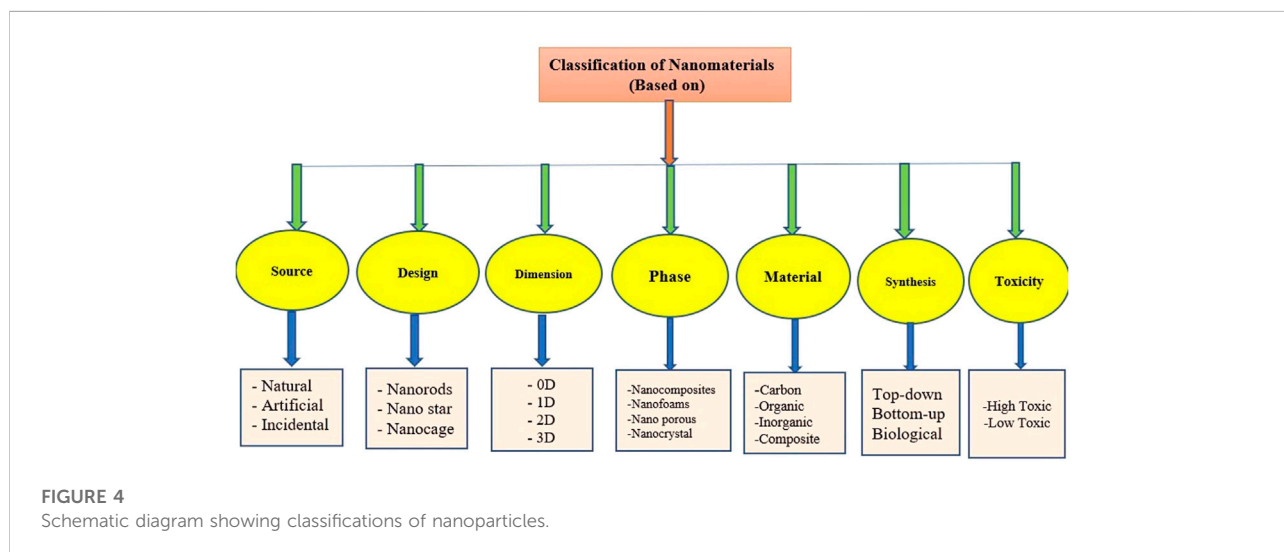 Classification of Nanomaterials
(Based on)
Source
Design
Dimension
Phase
Material
Synthesis
Toxicity
- Natural
- Artificial
- Incidental
- Nanorods
- Nano star
- Nanocage
- 0D
- 1D
- 2D
- 3D
-Nanocomposites
-Nanofoams
-Nano porous
-Nanocrystal
-Carbon
-Organic
-Inorganic
-Composite
Top-down
Bottom-up
Biological
-High Toxic
-Low Toxic
FIGURE 4
Schematic diagram showing classifications of nanoparticles.